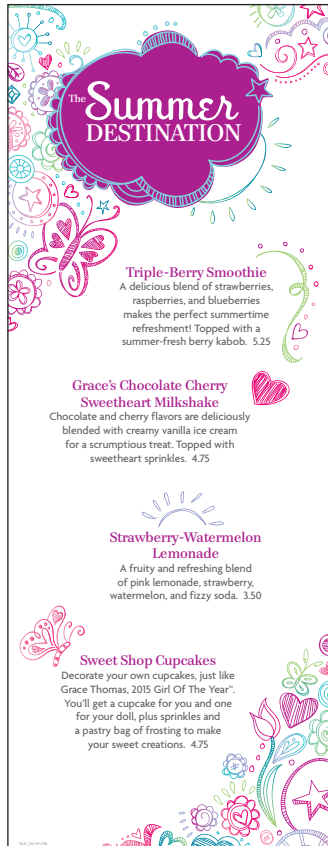 The Summer
DESTINATION
Triple-Berry Smoothie
A delicious blend of strawberries,
raspberries, and blueberries
makes the perfect summertime
refreshment! Topped with a
summer-fresh berry kabob. 5.25
Grace's Chocolate Cherry
Sweetheart Milkshake
Chocolate and cherry flavors are deliciously
blended with creamy vanilla ice cream
for a scrumptious treat. Topped with
sweetheart sprinkles. 4.75
Strawberry-Watermelon
Lemonade
A fruity and refreshing blend
of pink lemonade, strawberry,
watermelon, and fizzy soda. 3.50
Sweet Shop Cupcakes
Decorate your own cupcakes, just like
Grace Thomas, 2015 Girl Of The Year™.
You'll get a cupcake for you and one
for your doll, plus sprinkles and
a pastry bag of frosting to make
your sweet creations. 4.75